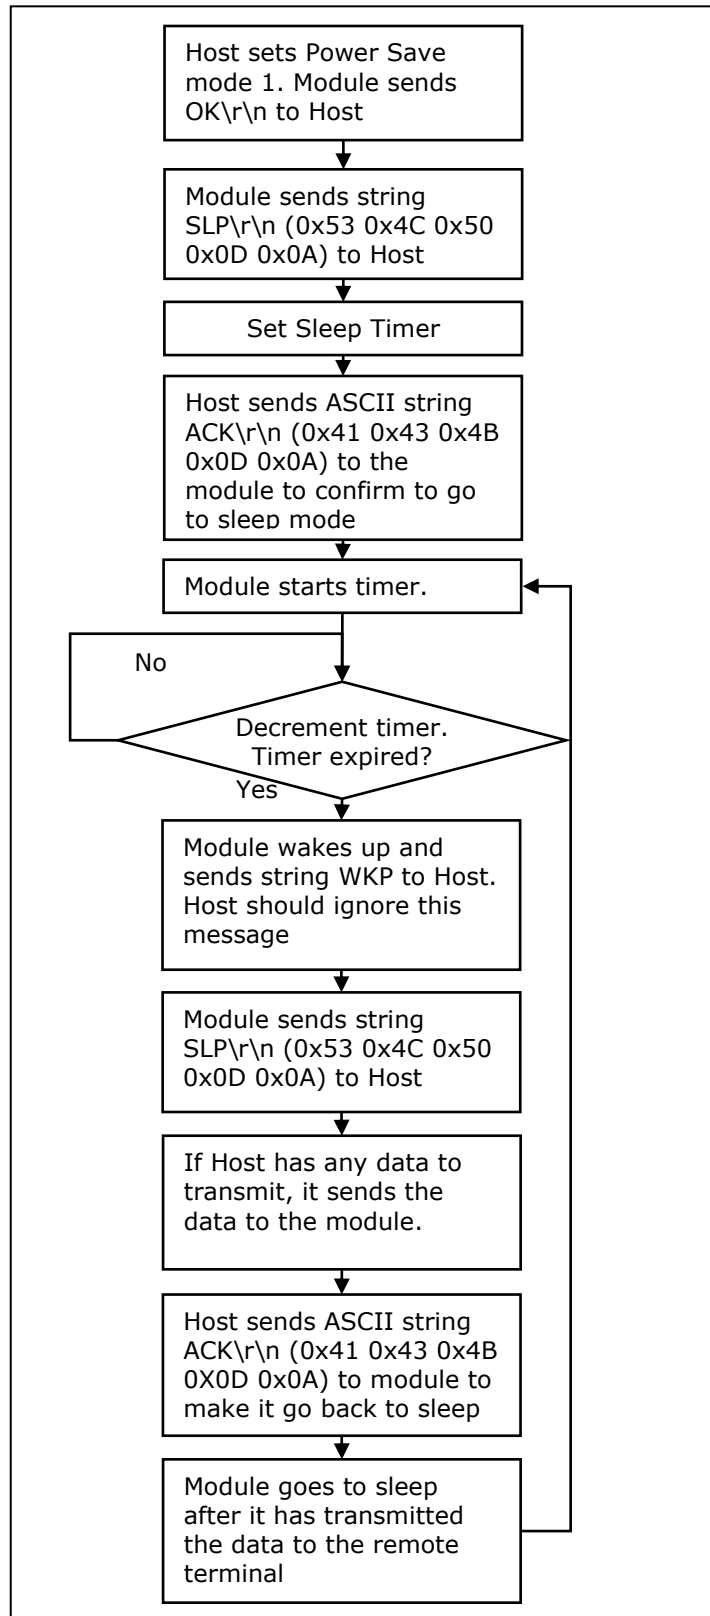 Host sets Power Save
mode 1. Module sends
OK\r\n to Host
Module sends string
SLP\r\n (0x53 0x4C 0x50
0x0D 0x0A) to Host
Set Sleep Timer
Host sends ASCII string
ACK\r\n (0x41 0x43 0x4B
0x0D 0x0A) to the
module to confirm to go
to sleep mode
Module starts timer.
No
Decrement timer.
Timer expired?
Yes
Module wakes up and
sends string WKP to Host.
Host should ignore this
message
Module sends string
SLP\r\n (0x53 0x4C 0x50
0x0D 0x0A) to Host
If Host has any data to
transmit, it sends the
data to the module.
Host sends ASCII string
ACK\r\n (0x41 0x43 0x4B
0X0D 0x0A) to module to
make it go back to sleep
Module goes to sleep
after it has transmitted
the data to the remote
terminal